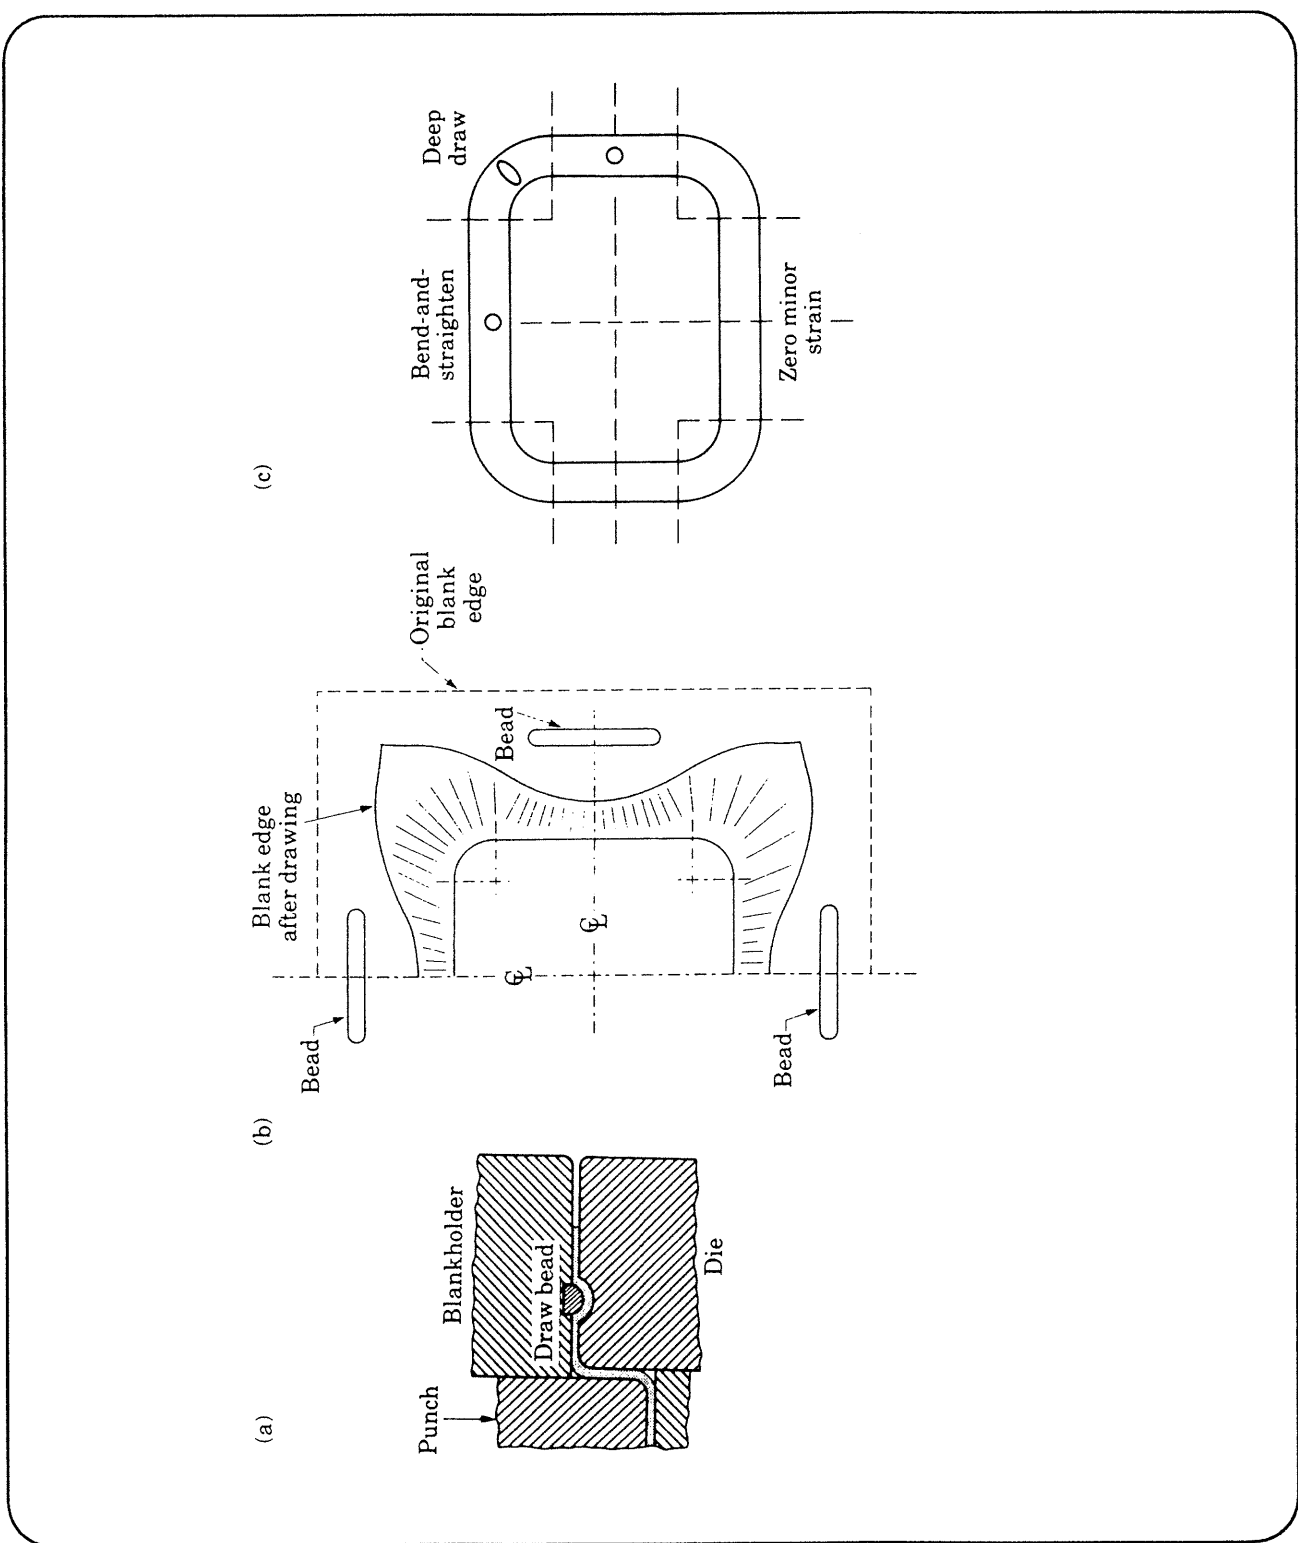 (a)
Punch
Blankholder
Draw bead
Die
(b)
Bead
Blank edge
after drawing
Bead
Original
blank
edge
℄
℄
Bead
(c)
Bend-and-
straighten
Deep
draw
Zero minor
strain